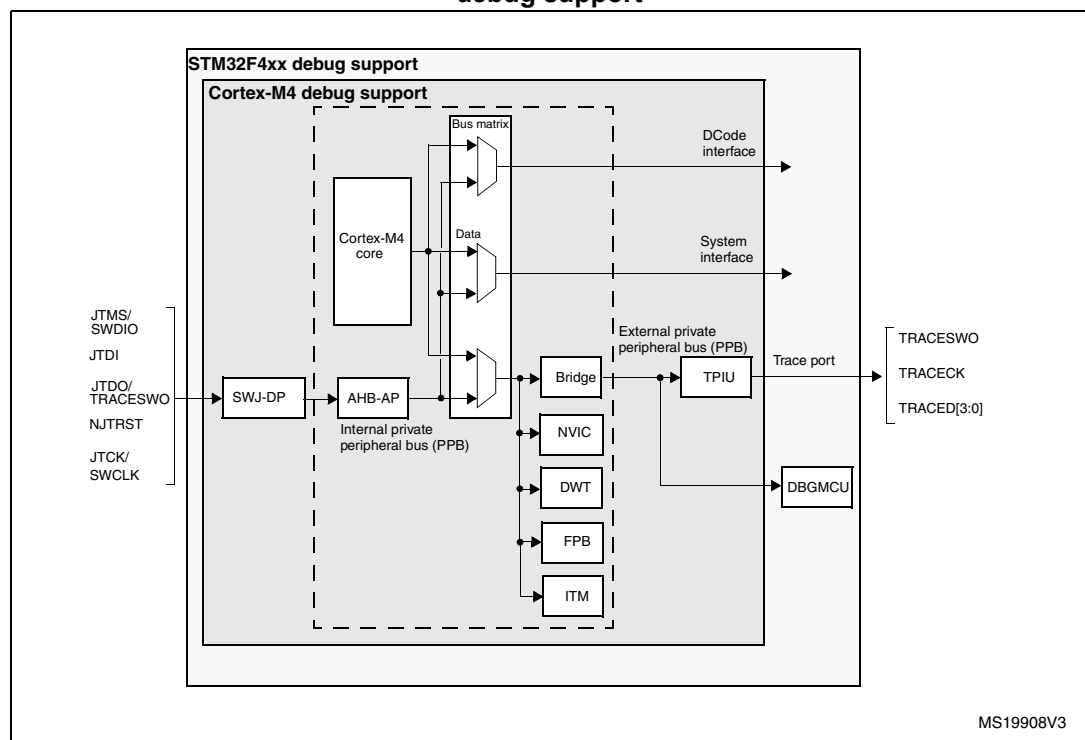 debug support
STM32F4xx debug support
Cortex-M4 debug support
Bus matrix
DCode
interface
Cortex-M4
core
Data
System
interface
JTMS/
SWDIO
JTDI
JTDO/
TRACESWO
NJTRST
JTCK/
SWCLK
SWJ-DP
AHB-AP
Internal private
peripheral bus (PPB)
External private
peripheral bus (PPB)
Bridge
NVIC
DWT
FPB
ITM
TPIU
Trace port
DBGMCU
TRACESWO
TRACECK
TRACED[3:0]
MS19908V3